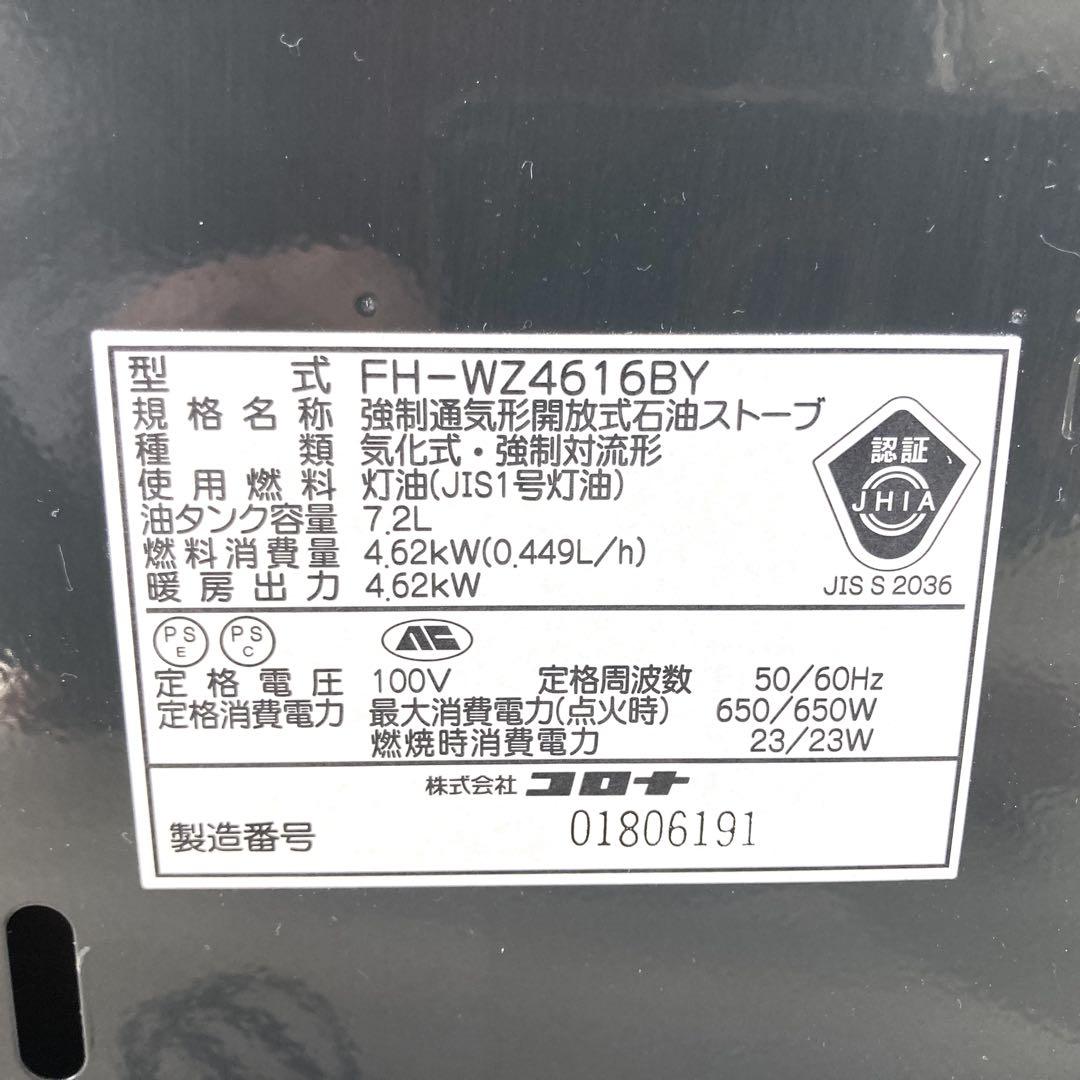 型式 FH-WZ4616BY
規格名称 強制通気形開放式石油ストーブ
種類 気化式・強制対流形
使用燃料 灯油(JIS1号灯油)
油タンク容量 7.2L
燃料消費量 4.62kW(0.449L/h)
暖房出力 4.62kW
認証
JHIA
JIS S 2036
PS E PS C
定格電圧 100V 定格周波数 50/60Hz
定格消費電力 最大消費電力(点火時) 650/650W
燃焼時消費電力 23/23W
株式会社 コロナ
製造番号 01806191